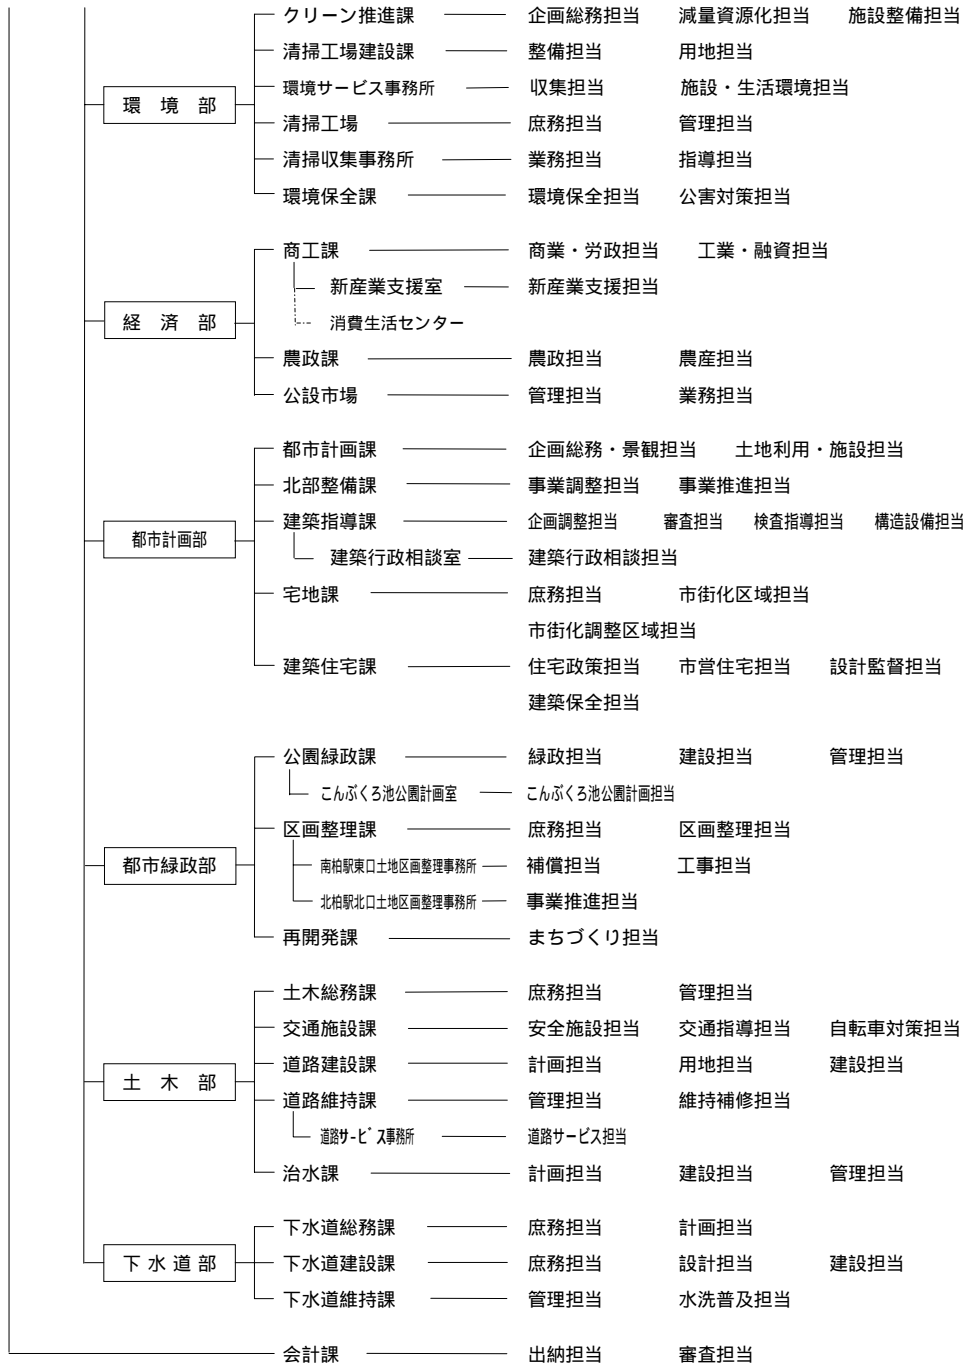 クリーン推進課 企画総務担当 減量資源化担当 施設整備担当
清掃工場建設課 整備担当 用地担当
環境サービス事務所 収集担当 施設・生活環境担当
環 境 部
清掃工場 庶務担当 管理担当
清掃収集事務所 業務担当 指導担当
環境保全課 環境保全担当 公害対策担当
商工課 商業・労政担当 工業・融資担当
新産業支援室 新産業支援担当
経 済 部
消費生活センター
農政課 農政担当 農産担当
公設市場 管理担当 業務担当
都市計画課 企画総務・景観担当 土地利用・施設担当
北部整備課 事業調整担当 事業推進担当
建築指導課 企画調整担当 審査担当 検査指導担当 構造設備担当
都市計画部
建築行政相談室 建築行政相談担当
宅地課 庶務担当 市街化区域担当
市街化調整区域担当
建築住宅課 住宅政策担当 市営住宅担当 設計監督担当
建築保全担当
公園緑政課 緑政担当 建設担当 管理担当
こんぶくろ池公園計画室 こんぶくろ池公園計画担当
区画整理課 庶務担当 区画整理担当
都市緑政部
南柏駅東口土地区画整理事務所 補償担当 工事担当
北柏駅北口土地区画整理事務所 事業推進担当
再開発課 まちづくり担当
土木総務課 庶務担当 管理担当
交通施設課 安全施設担当 交通指導担当 自転車対策担当
道路建設課 計画担当 用地担当 建設担当
土 木 部
道路維持課 管理担当 維持補修担当
道路サービス事務所 道路サービス担当
治水課 計画担当 建設担当 管理担当
下水道総務課 庶務担当 計画担当
下 水 道 部
下水道建設課 庶務担当 設計担当 建設担当
下水道維持課 管理担当 水洗普及担当
会計課 出納担当 審査担当